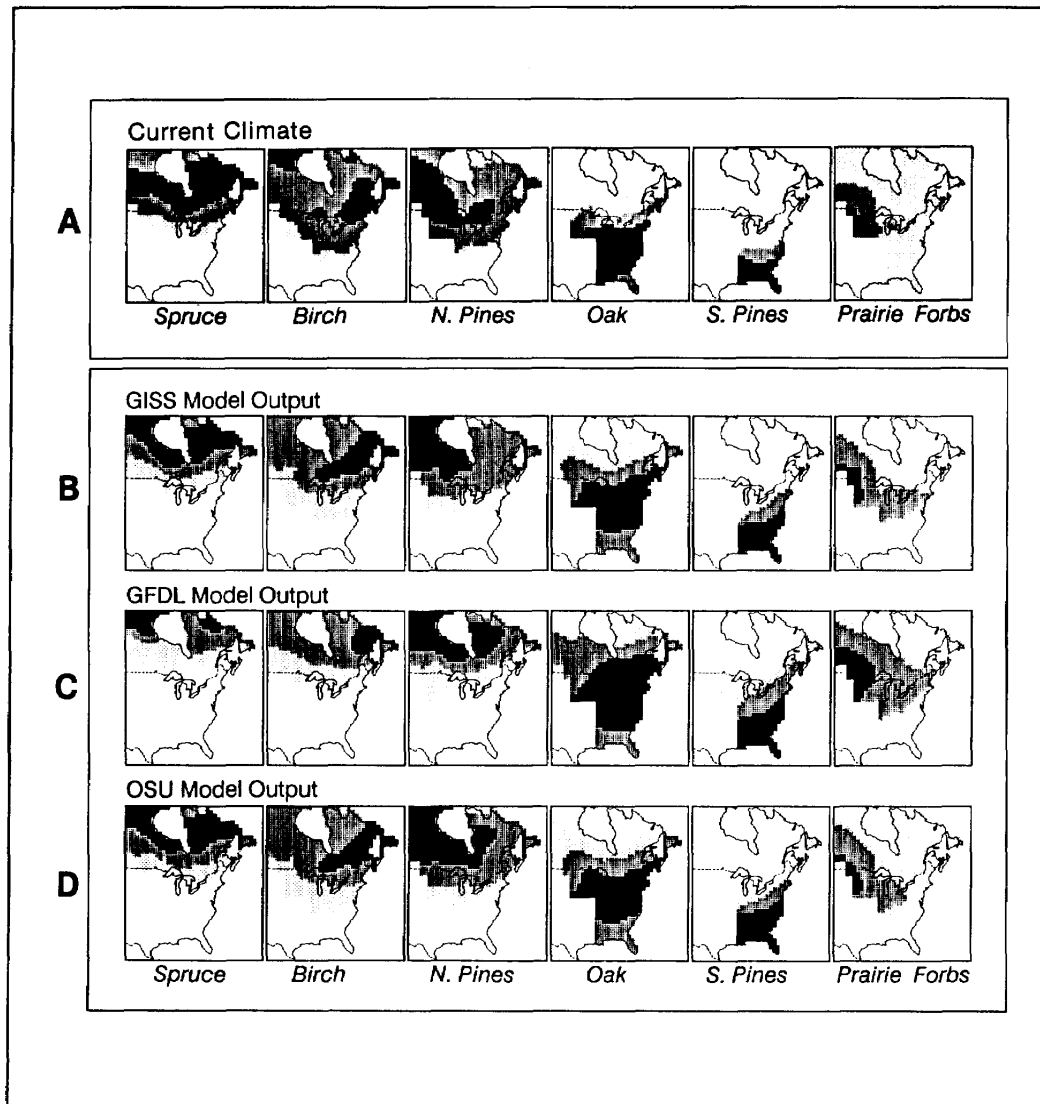 Current Climate
A
Spruce Birch N. Pines Oak S. Pines Prairie Forbs
GISS Model Output
B
GFDL Model Output
C
OSU Model Output
D
Spruce Birch N. Pines Oak S. Pines Prairie Forbs